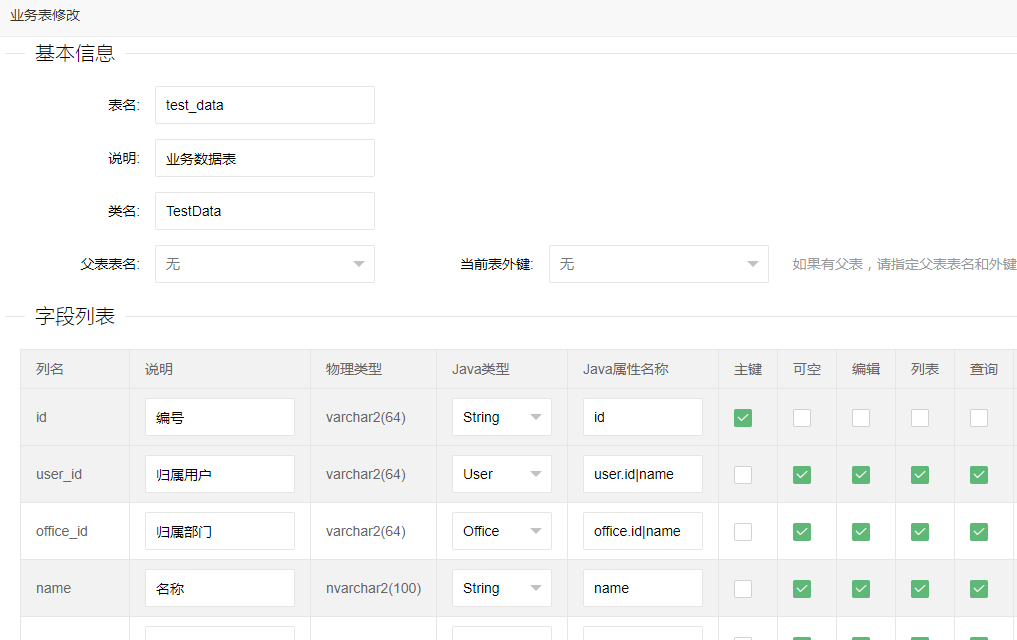 业务表修改
基本信息
表名: test_data
说明: 业务数据表
类名: TestData
父表表名: 无 当前表外键: 无 如果有父表，请指定父表表名和外键
字段列表
列名 说明 物理类型 Java类型 Java属性名称 主键 可空 编辑 列表 查询
id 编号 varchar2(64) String id
user_id 归属用户 varchar2(64) User user.id|name
office_id 归属部门 varchar2(64) Office office.id|name
name 名称 nvarchar2(100) String name